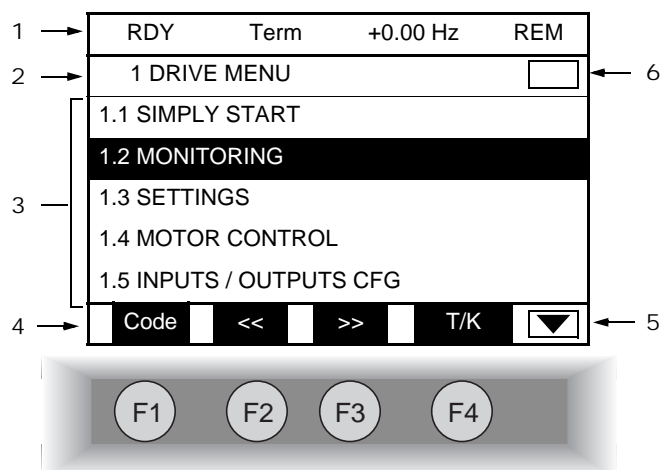 1 RDY Term +0.00 Hz REM
2 1 DRIVE MENU 6
1.1 SIMPLY START
1.2 MONITORING
3 1.3 SETTINGS
1.4 MOTOR CONTROL
1.5 INPUTS / OUTPUTS CFG
4 Code << >> T/K 5
F1 F2 F3 F4